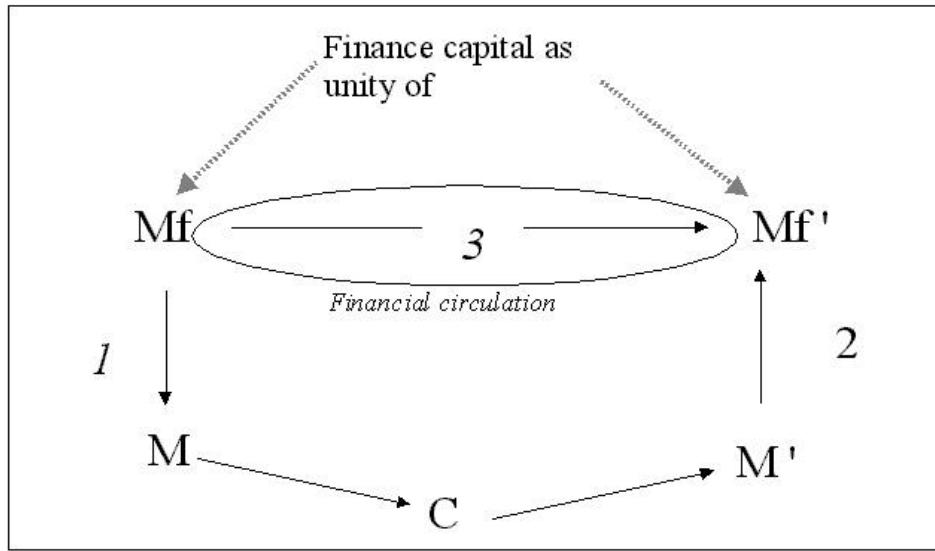 Finance capital as
unity of
Mf
3
Mf '
Financial circulation
1
2
M
M '
C